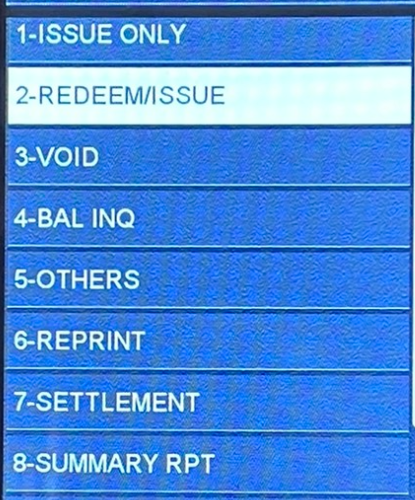 1-ISSUE ONLY
2-REDEEM/ISSUE
3-VOID
4-BAL INQ
5-OTHERS
6-REPRINT
7-SETTLEMENT
8-SUMMARY RPT